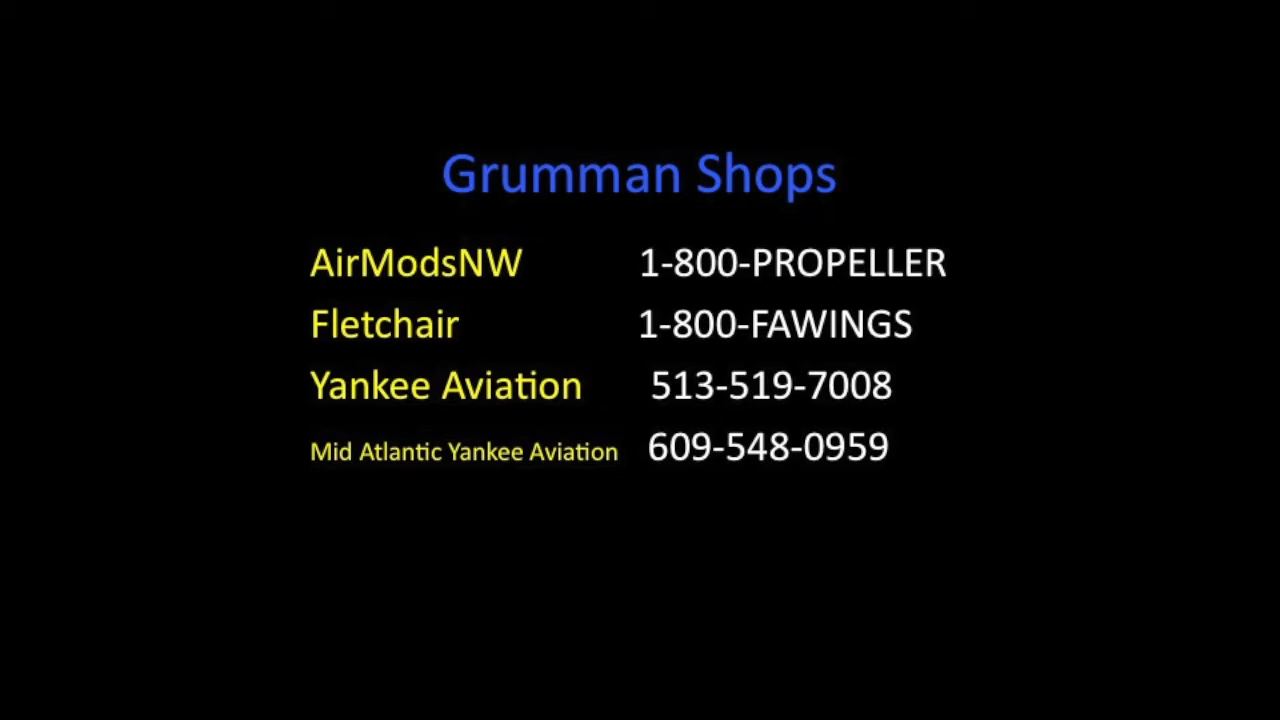 Grumman Shops
AirModsNW 1-800-PROPELLER
Fletchair 1-800-FAWINGS
Yankee Aviation 513-519-7008
Mid Atlantic Yankee Aviation 609-548-0959